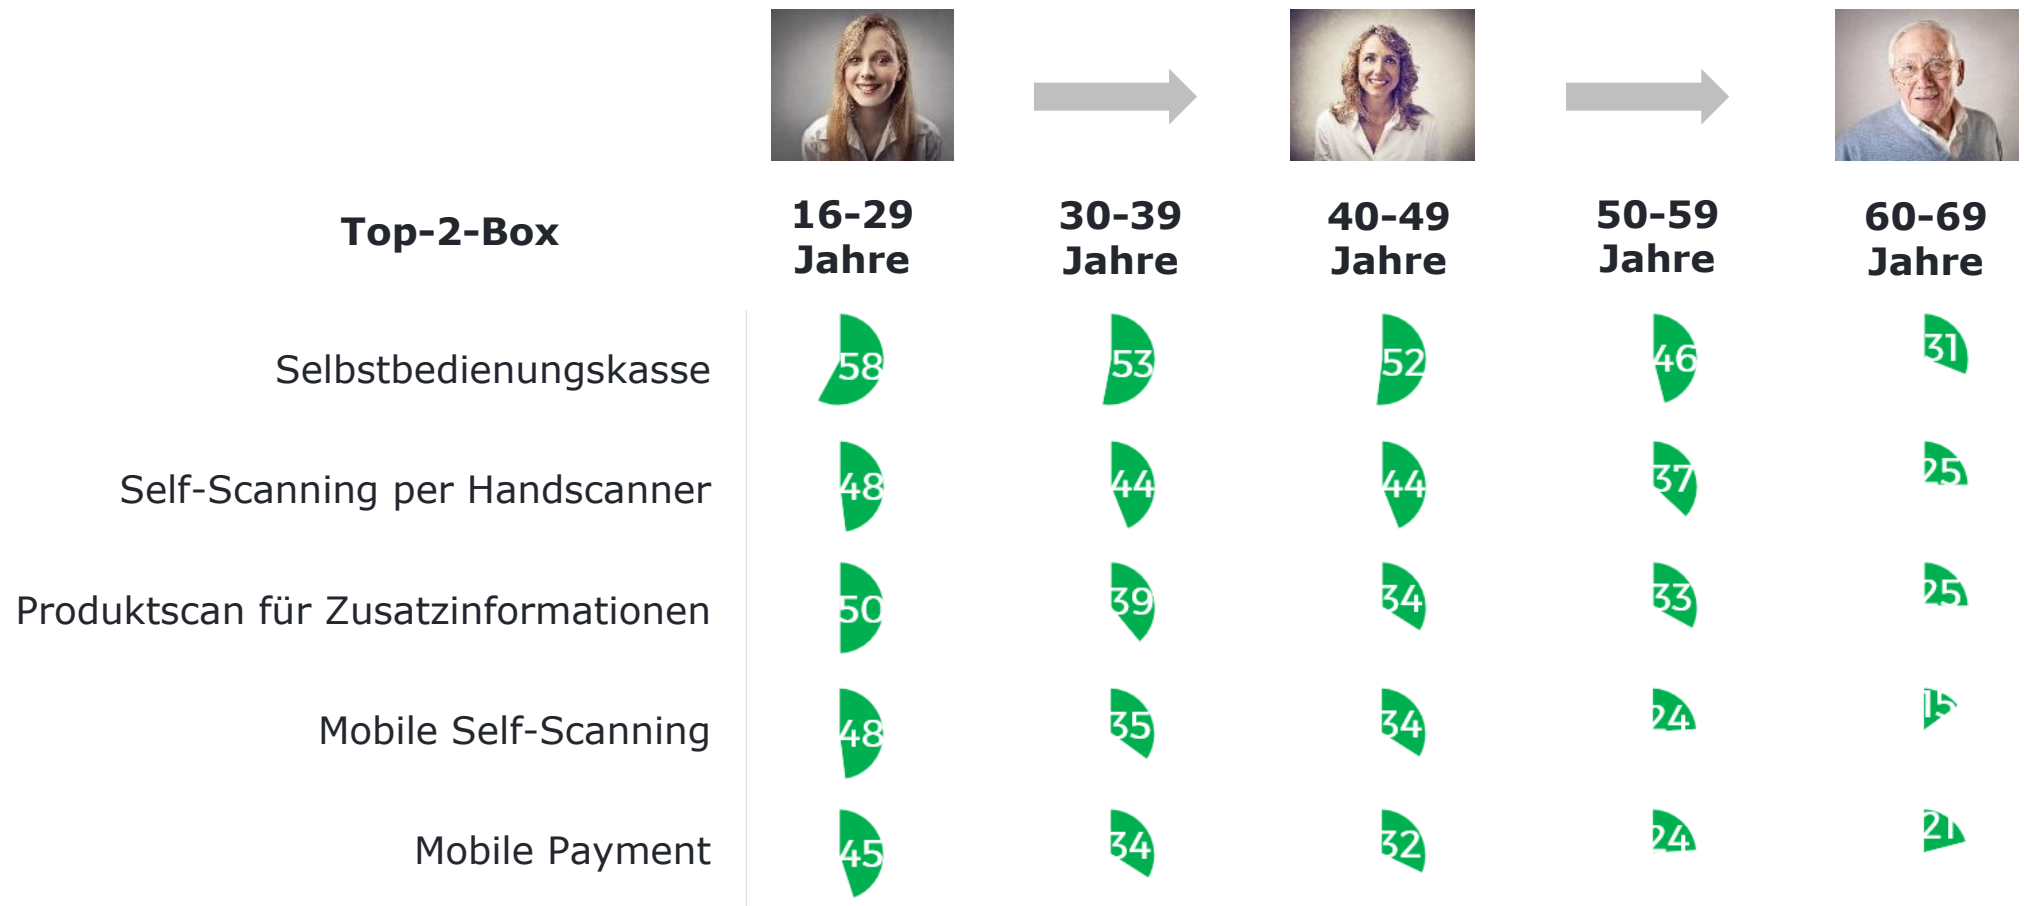 Top-2-Box
16-29
Jahre
30-39
Jahre
40-49
Jahre
50-59
Jahre
60-69
Jahre
Selbstbedienungskasse 58 53 52 46 31
Self-Scanning per Handscanner 48 44 44 37 25
Produktscan für Zusatzinformationen 50 39 34 33 25
Mobile Self-Scanning 48 35 34 24 15
Mobile Payment 45 34 32 24 21